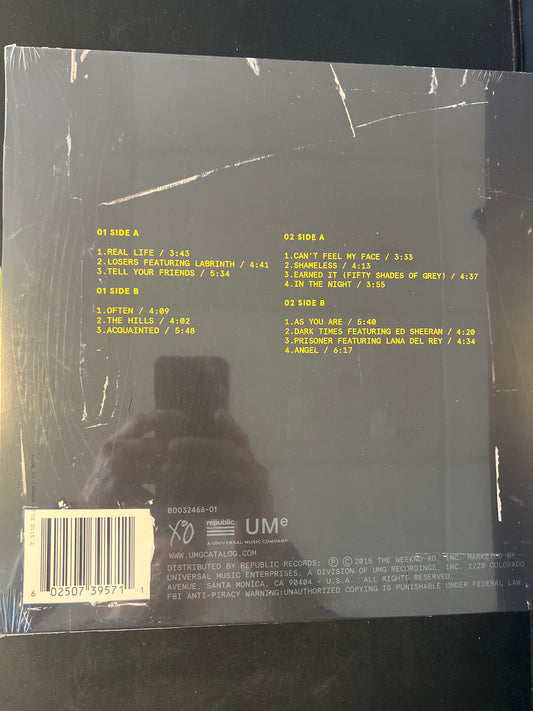 01 SIDE A
1.REAL LIFE / 3:43
2.LOSERS FEATURING LABRINTH / 4:41
3.TELL YOUR FRIENDS / 5:34
01 SIDE B
1.OFTEN / 4:09
2.THE HILLS / 4:02
3.ACQUAINTED / 5:48
02 SIDE A
1.CAN'T FEEL MY FACE / 3:33
2.SHAMELESS / 4:13
3.EARNED IT (FIFTY SHADES OF GREY) / 4:37
4.IN THE NIGHT / 3:55
02 SIDE B
1.AS YOU ARE / 5:40
2.DARK TIMES FEATURING ED SHEERAN / 4:20
3.PRISONER FEATURING LANA DEL REY / 4:34
4.ANGEL / 6:17
B0032466-01
XO republic UMe
A UNIVERSAL MUSIC COMPANY
WWW.UMGCATALOG.COM
DISTRIBUTED BY REPUBLIC RECORDS; Ⓟ © 2015 THE WEEKND XO, INC. MARKETED BY
UNIVERSAL MUSIC ENTERPRISES, A DIVISION OF UMG RECORDINGS, INC. 2220 COLORADO
AVENUE, SANTA MONICA, CA 90404 - U.S.A. ALL RIGHTS RESERVED.
FBI ANTI-PIRACY WARNING:UNAUTHORIZED COPYING IS PUNISHABLE UNDER FEDERAL LAW.
6 02507 39571 1